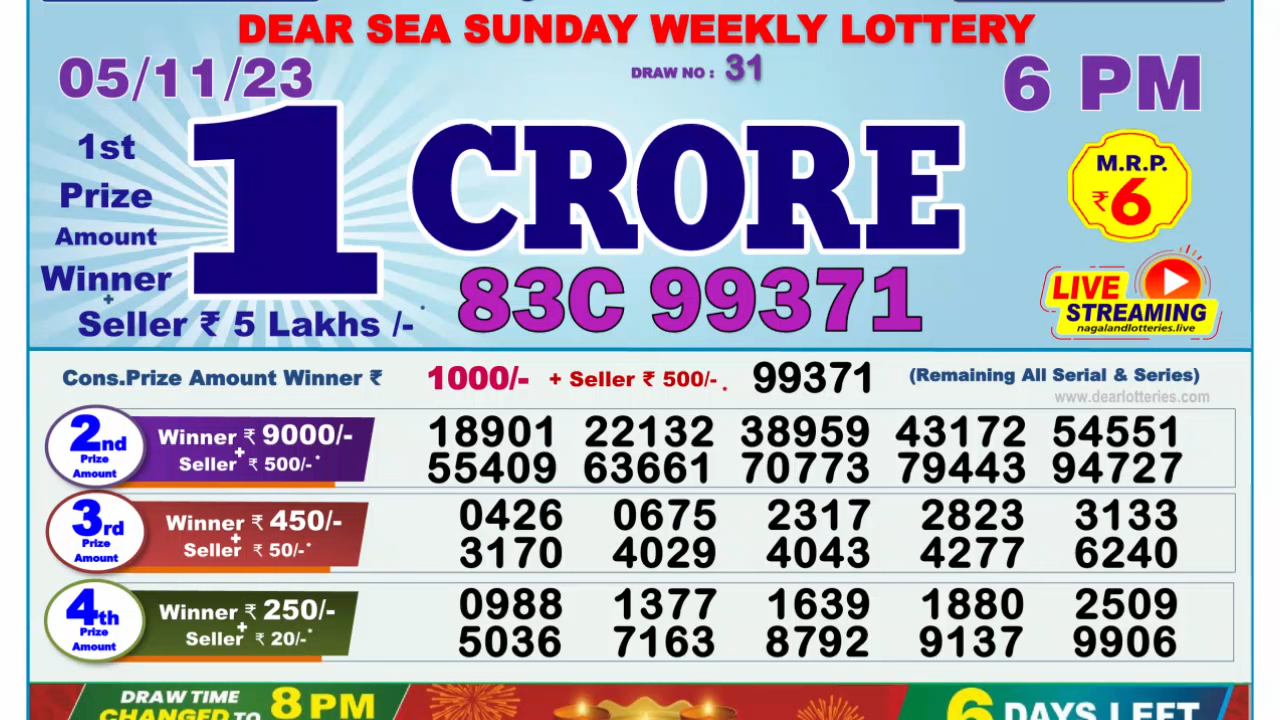 DEAR SEA SUNDAY WEEKLY LOTTERY
05/11/23
DRAW NO : 31
6 PM
1st
Prize
Amount
Winner
+
Seller ₹ 5 Lakhs /-
1 CRORE
83C 99371
M.R.P.
₹6
LIVE
STREAMING
nagalandlotteries.live
Cons.Prize Amount Winner ₹ 1000/- + Seller ₹ 500/- . 99371 (Remaining All Serial & Series)
www.dearlotteries.com
2nd
Prize
Amount
Winner ₹ 9000/-
+
Seller ₹ 500/-*
18901 22132 38959 43172 54551
55409 63661 70773 79443 94727
3rd
Prize
Amount
Winner ₹ 450/-
+
Seller ₹ 50/-*
0426 0675 2317 2823 3133
3170 4029 4043 4277 6240
4th
Prize
Amount
Winner ₹ 250/-
+
Seller ₹ 20/-*
0988 1377 1639 1880 2509
5036 7163 8792 9137 9906
DRAW TIME
CHANGED TO
8 PM
6 DAYS LEFT